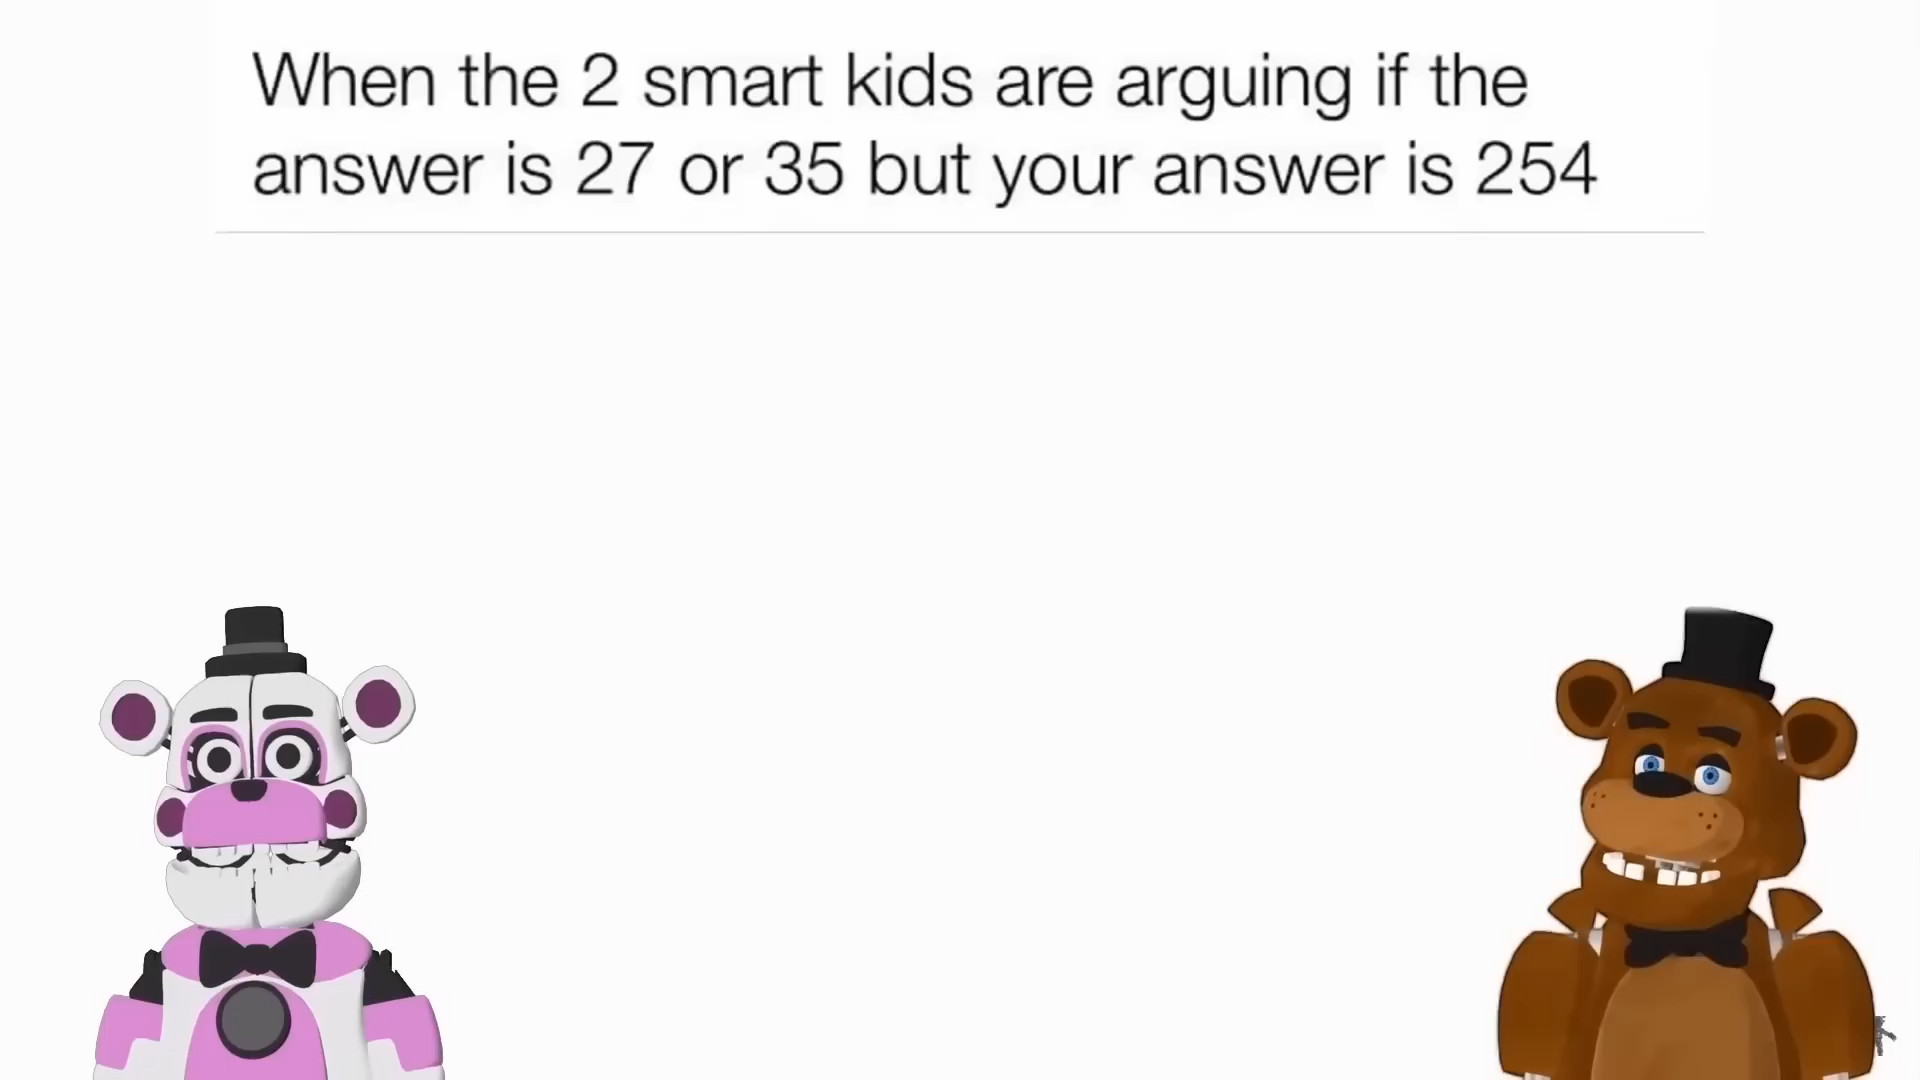 When the 2 smart kids are arguing if the
answer is 27 or 35 but your answer is 254